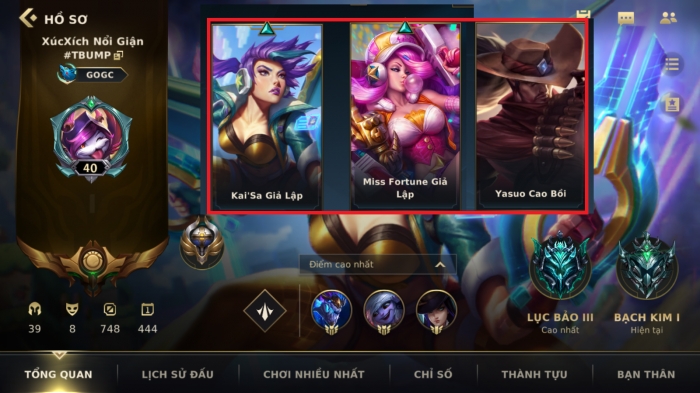 HỒ SƠ
XúcXích Nổi Giận
#TBUMP
GOGC
40
39
8
748
444
Kai'Sa Giả Lập
Miss Fortune Giả
Lập
Yasuo Cao Bồi
Điểm cao nhất
LỤC BẢO III
Cao nhất
BẠCH KIM I
Hiện tại
TỔNG QUAN
LỊCH SỬ ĐẤU
CHƠI NHIỀU NHẤT
CHỈ SỐ
THÀNH TỰU
BẠN THÂN